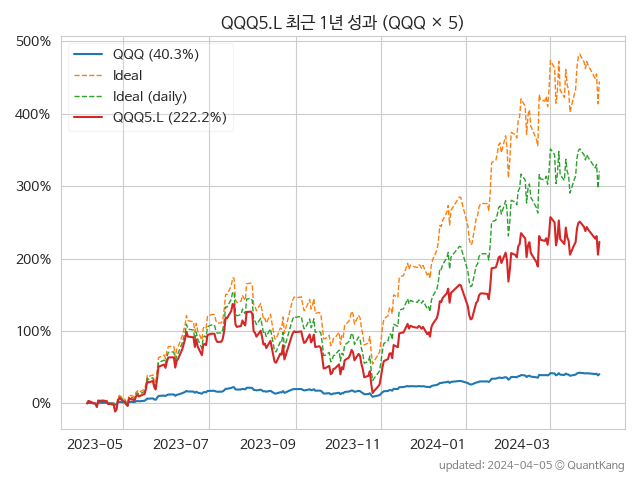 QQQ5.L 최근 1년 성과 (QQQ × 5)
500%
400%
300%
200%
100%
0%
QQQ (40.3%)
Ideal
Ideal (daily)
QQQ5.L (222.2%)
2023-05 2023-07 2023-09 2023-11 2024-01 2024-03
updated: 2024-04-05 © QuantKang